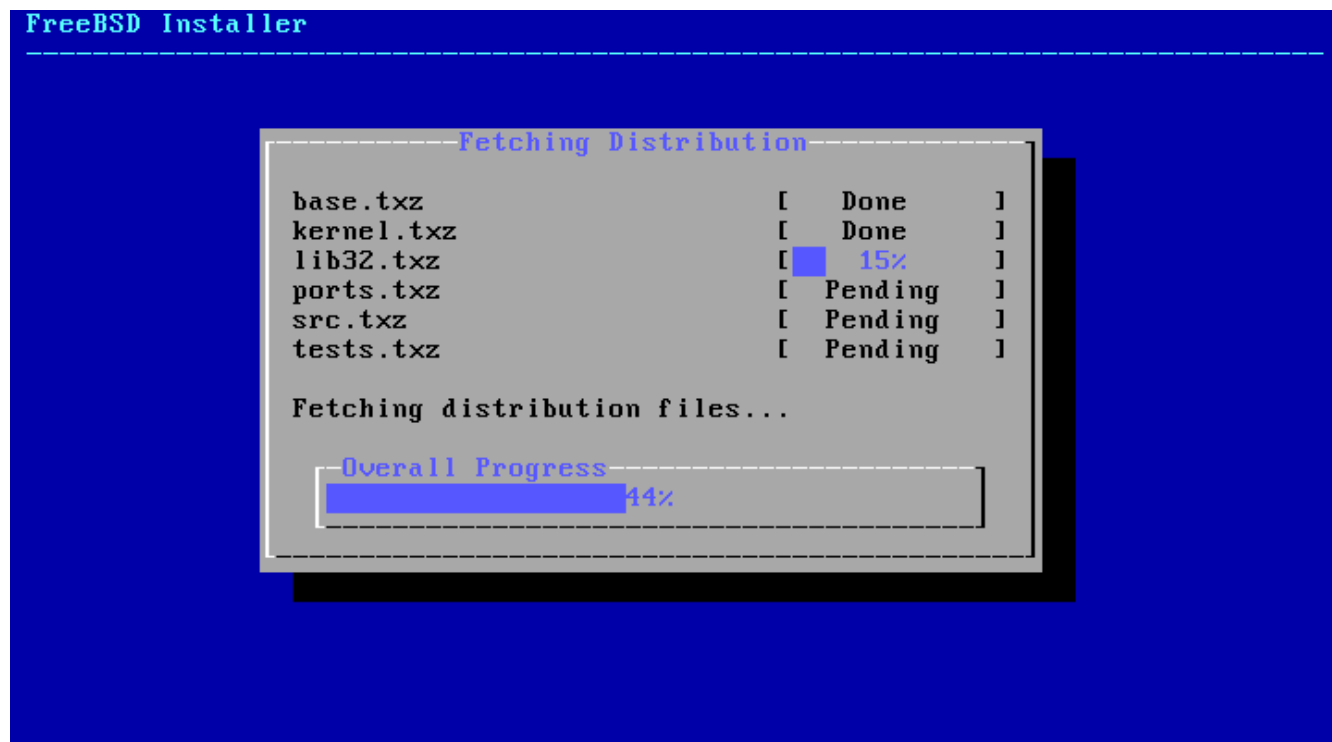 FreeBSD Installer
Fetching Distribution
base.txz [ Done ]
kernel.txz [ Done ]
lib32.txz [ 15% ]
ports.txz [ Pending ]
src.txz [ Pending ]
tests.txz [ Pending ]
Fetching distribution files...
Overall Progress
44%